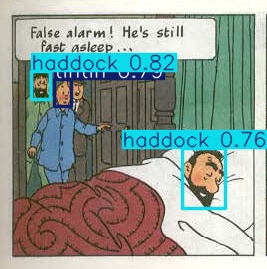 False alarm! He's still
fast asleep...
haddock 0.82
tintin 0.79
haddock 0.76